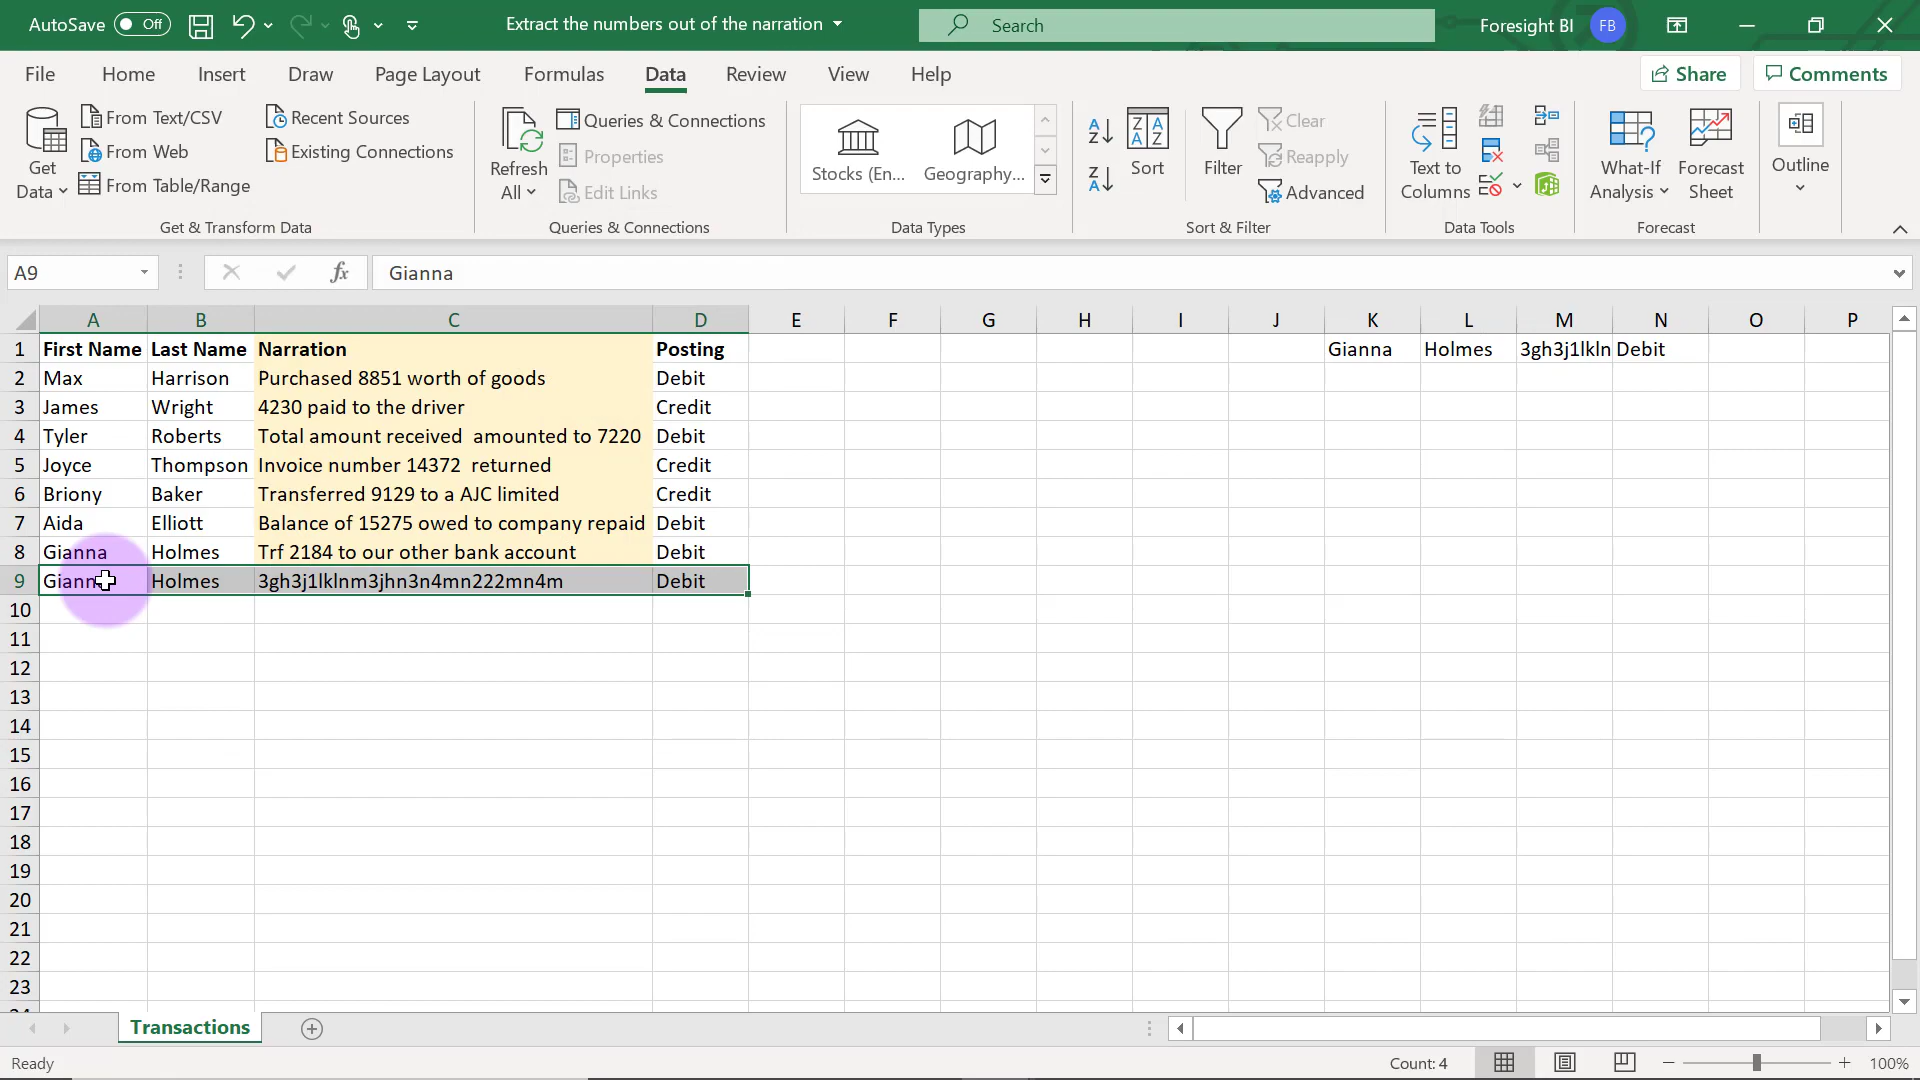 AutoSave Off Extract the numbers out of the narration Search Foresight BI FB
File Home Insert Draw Page Layout Formulas Data Review View Help Share Comments
Get Data
From Text/CSV
From Web
From Table/Range
Recent Sources
Existing Connections
Get & Transform Data
Refresh All
Queries & Connections
Properties
Edit Links
Queries & Connections
Stocks (En... Geography...
Data Types
Sort
Filter
Clear
Reapply
Advanced
Sort & Filter
Text to Columns
Data Tools
What-If Analysis
Forecast Sheet
Forecast
Outline
A9 fx Gianna
A B C D E F G H I J K L M N O P
1 First Name Last Name Narration Posting Gianna Holmes 3gh3j1lkln Debit
2 Max Harrison Purchased 8851 worth of goods Debit
3 James Wright 4230 paid to the driver Credit
4 Tyler Roberts Total amount received  amounted to 7220 Debit
5 Joyce Thompson Invoice number 14372  returned Credit
6 Briony Baker Transferred 9129 to a AJC limited Credit
7 Aida Elliott Balance of 15275 owed to company repaid Debit
8 Gianna Holmes Trf 2184 to our other bank account Debit
9 Gianna Holmes 3gh3j1lklnm3jhn3n4mn222mn4m Debit
10
11
12
13
14
15
16
17
18
19
20
21
22
23
Transactions
Ready Count: 4 100%